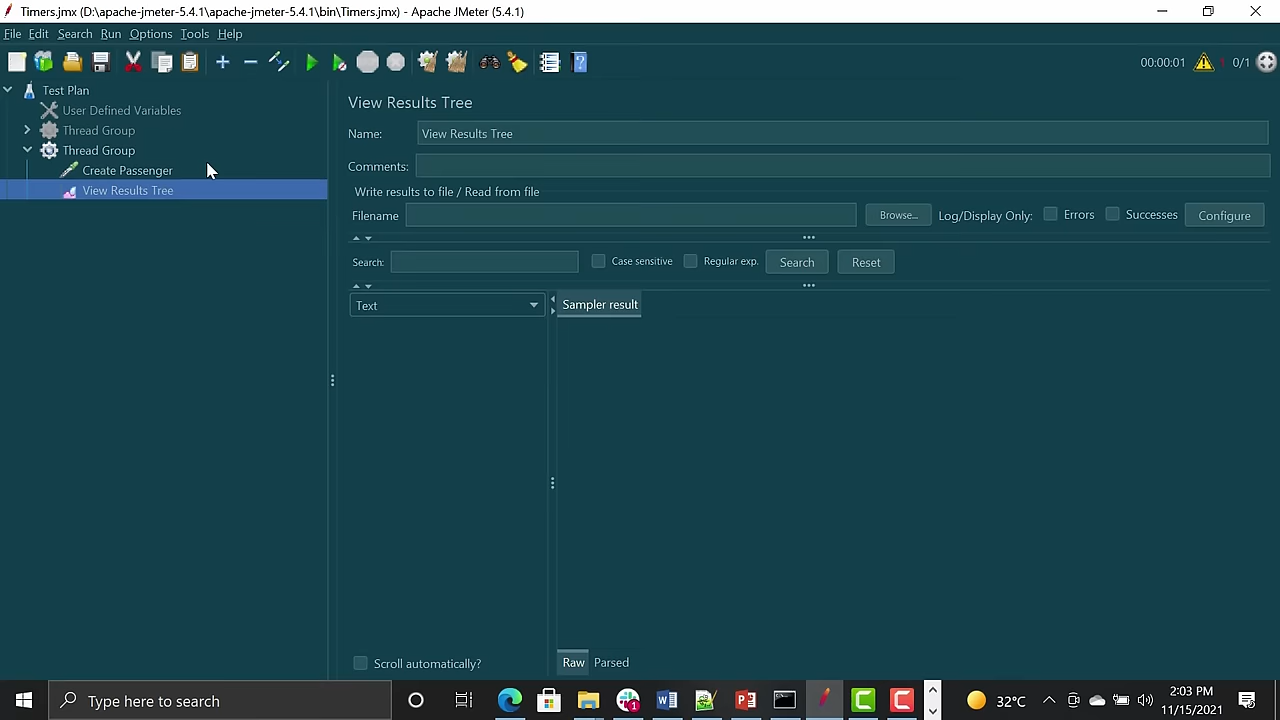 Timers.jmx (D:\apache-jmeter-5.4.1\apache-jmeter-5.4.1\bin\Timers.jmx) - Apache JMeter (5.4.1)
File Edit Search Run Options Tools Help
00:00:01 1 0/1
Test Plan
User Defined Variables
Thread Group
Thread Group
Create Passenger
View Results Tree
View Results Tree
Name: View Results Tree
Comments:
Write results to file / Read from file
Filename Browse... Log/Display Only: Errors Successes Configure
Search: Case sensitive Regular exp. Search Reset
Text Sampler result
Scroll automatically? Raw Parsed
Type here to search 32°C 2:03 PM
11/15/2021